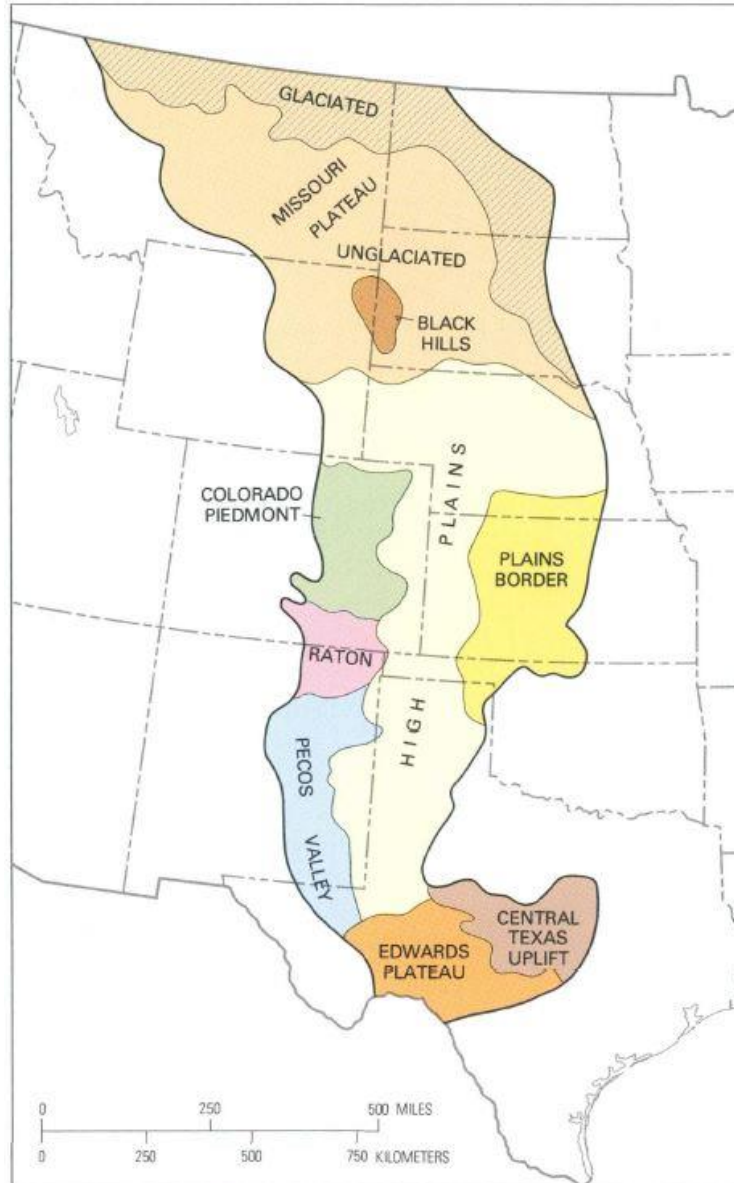 GLACIATED
MISSOURI
PLATEAU
UNGLACIATED
BLACK
HILLS
COLORADO
PIEDMONT
PLAINS
PLAINS
BORDER
RATON
HIGH
PECOS
VALLEY
CENTRAL
TEXAS
UPLIFT
EDWARDS
PLATEAU
0 250 500 MILES
0 250 500 750 KILOMETERS